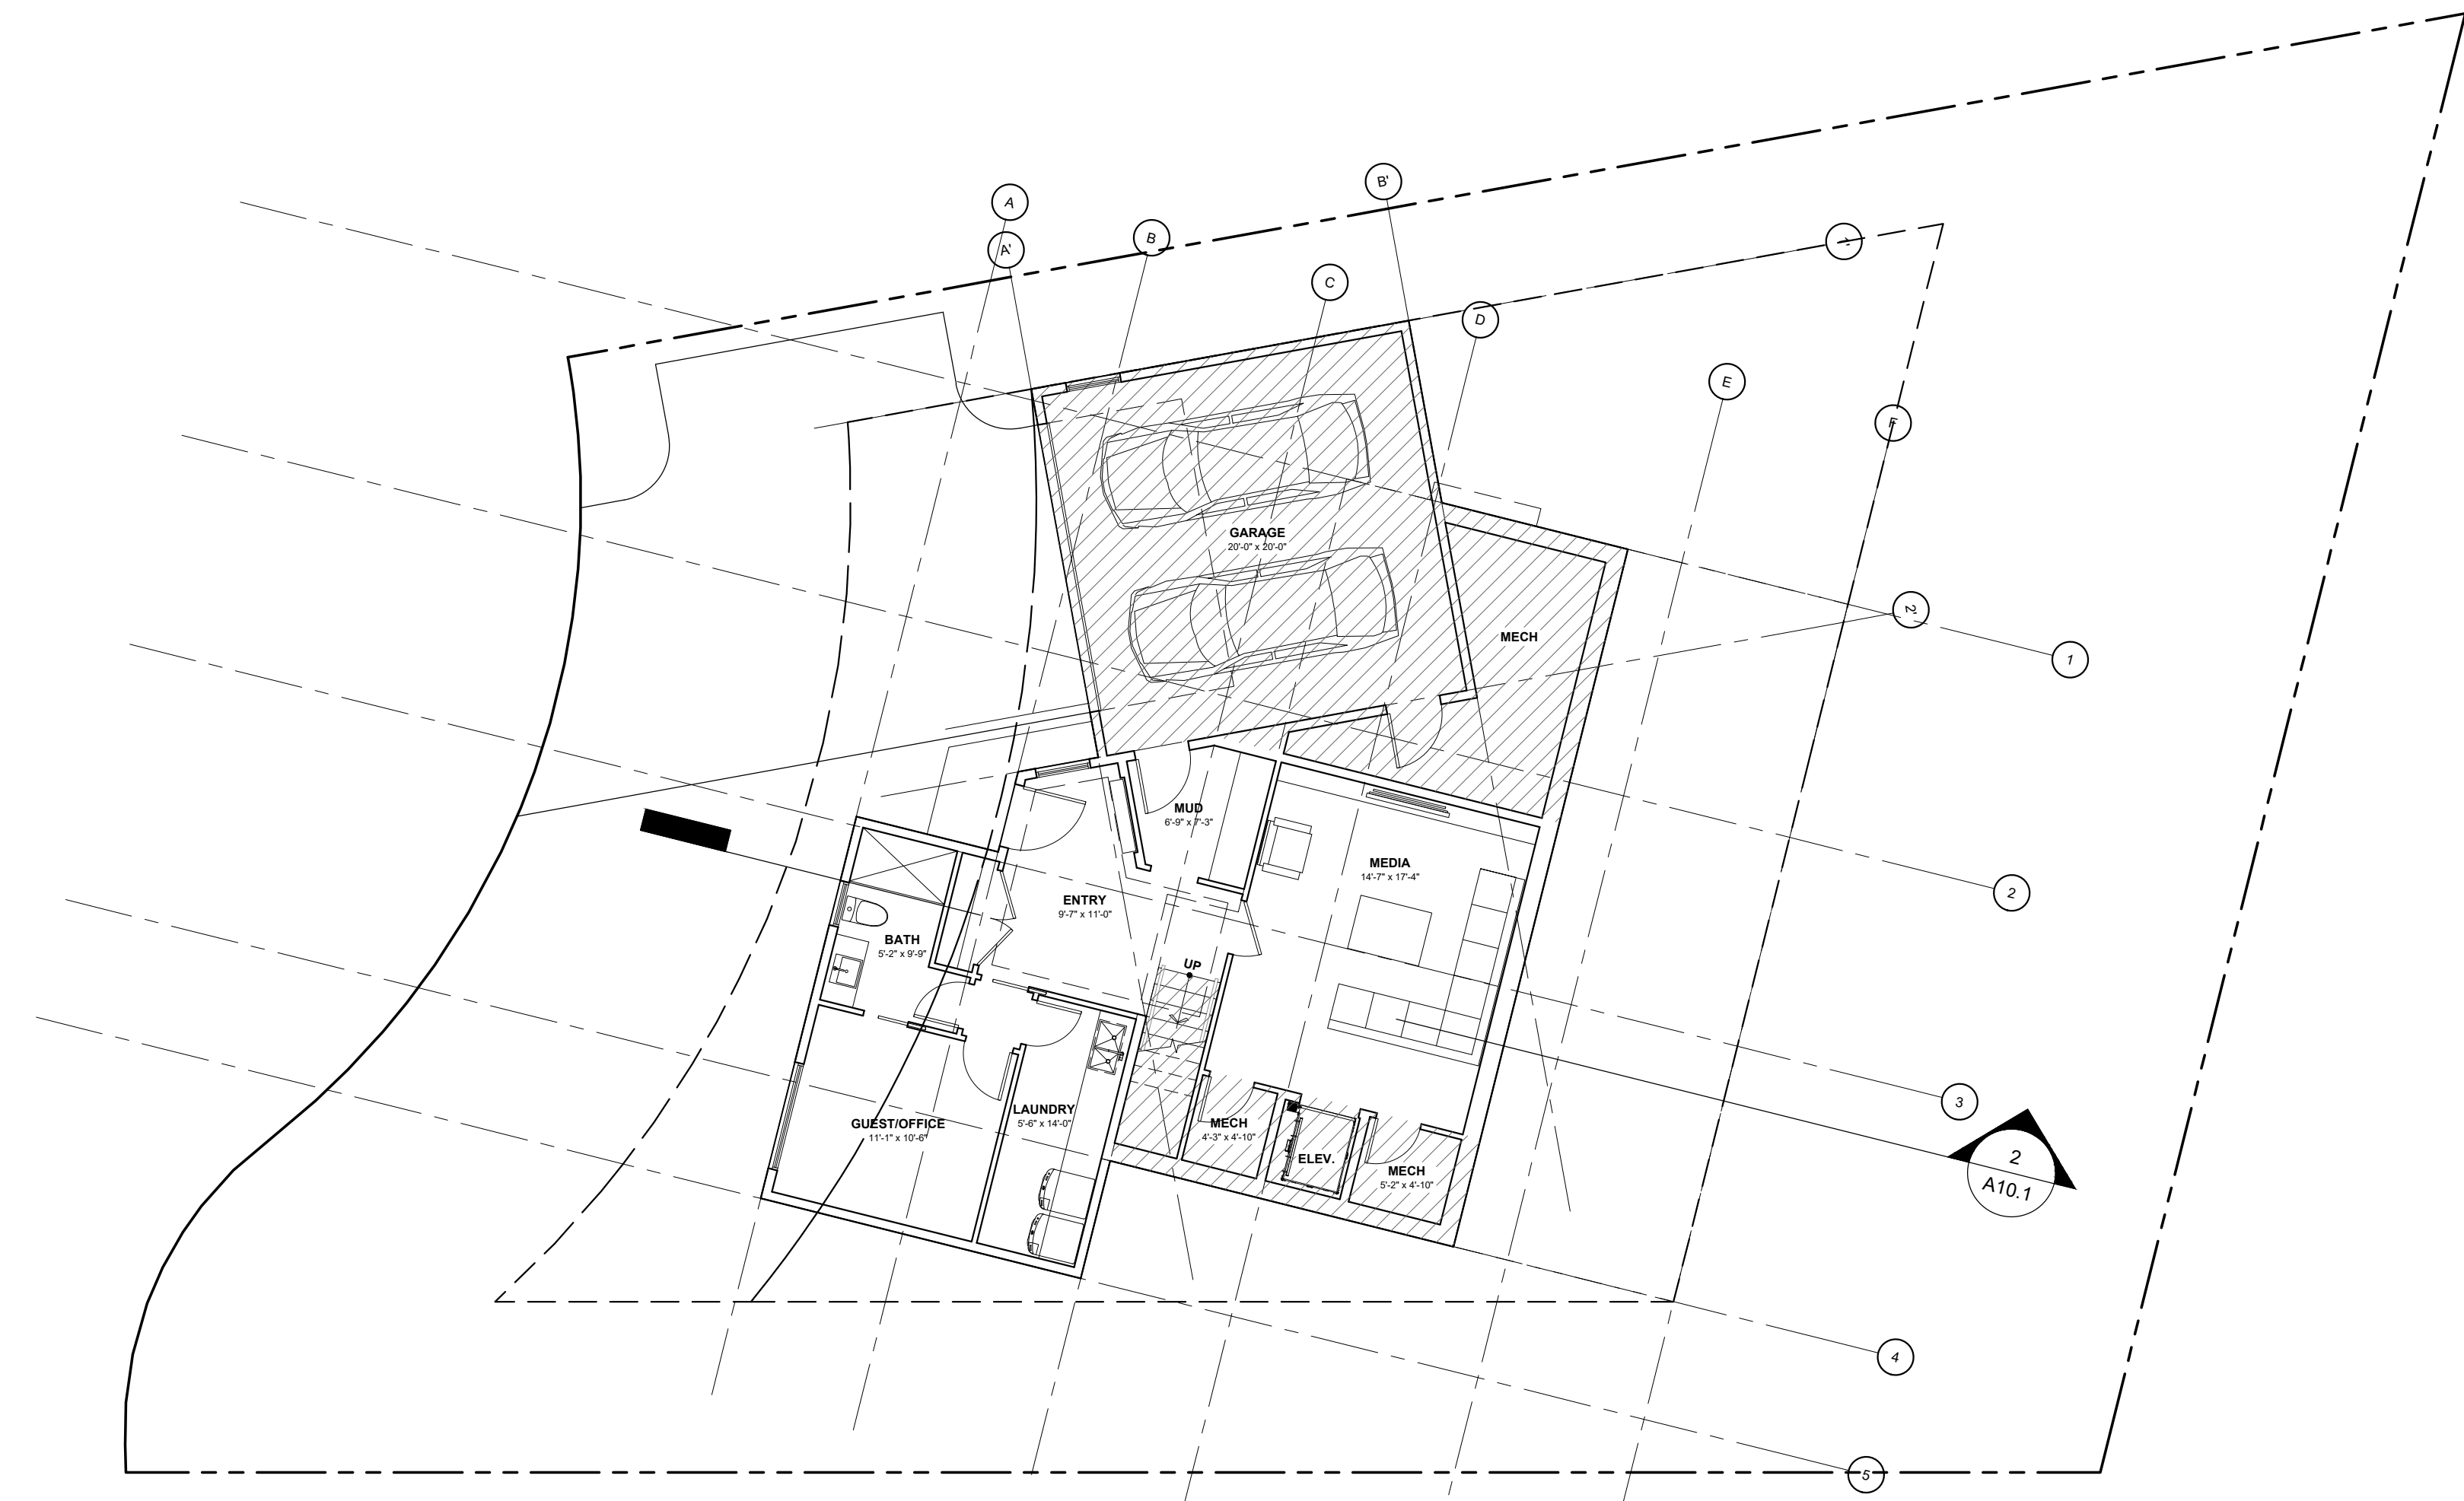 A
B'
A'
B
1'
C
D
E
F
GARAGE
20'-0" x 20'-0"
2'
MECH
1
MUD
6'-9" x 7'-3"
MEDIA
14'-7" x 17'-4"
2
ENTRY
9'-7" x 11'-0"
BATH
5'-2" x 9'-9"
UP
3
LAUNDRY
5'-6" x 14'-0"
GUEST/OFFICE
11'-1" x 10'-6"
MECH
4'-3" x 4'-10"
ELEV.
MECH
5'-2" x 4'-10"
2
A10.1
4
5